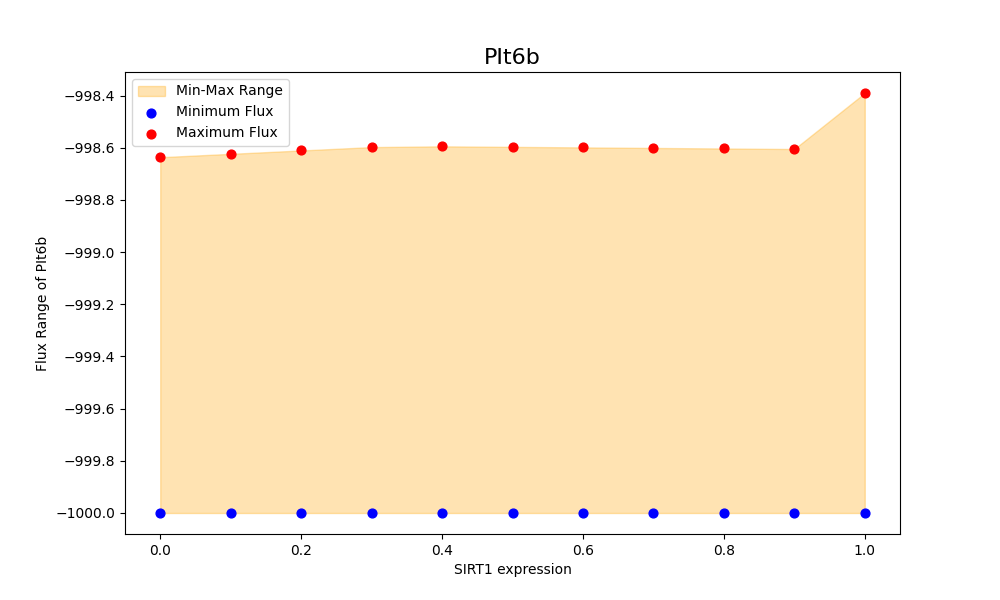 PIt6b
Min-Max Range
Minimum Flux
Maximum Flux
Flux Range of PIt6b
−998.4
−998.6
−998.8
−999.0
−999.2
−999.4
−999.6
−999.8
−1000.0
0.0 0.2 0.4 0.6 0.8 1.0
SIRT1 expression